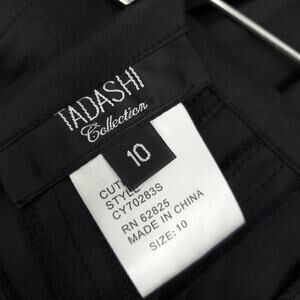 TADASHI
Collection
10
CUT
STYLE
CY70283S
RN 62825
MADE IN CHINA
SIZE: 10